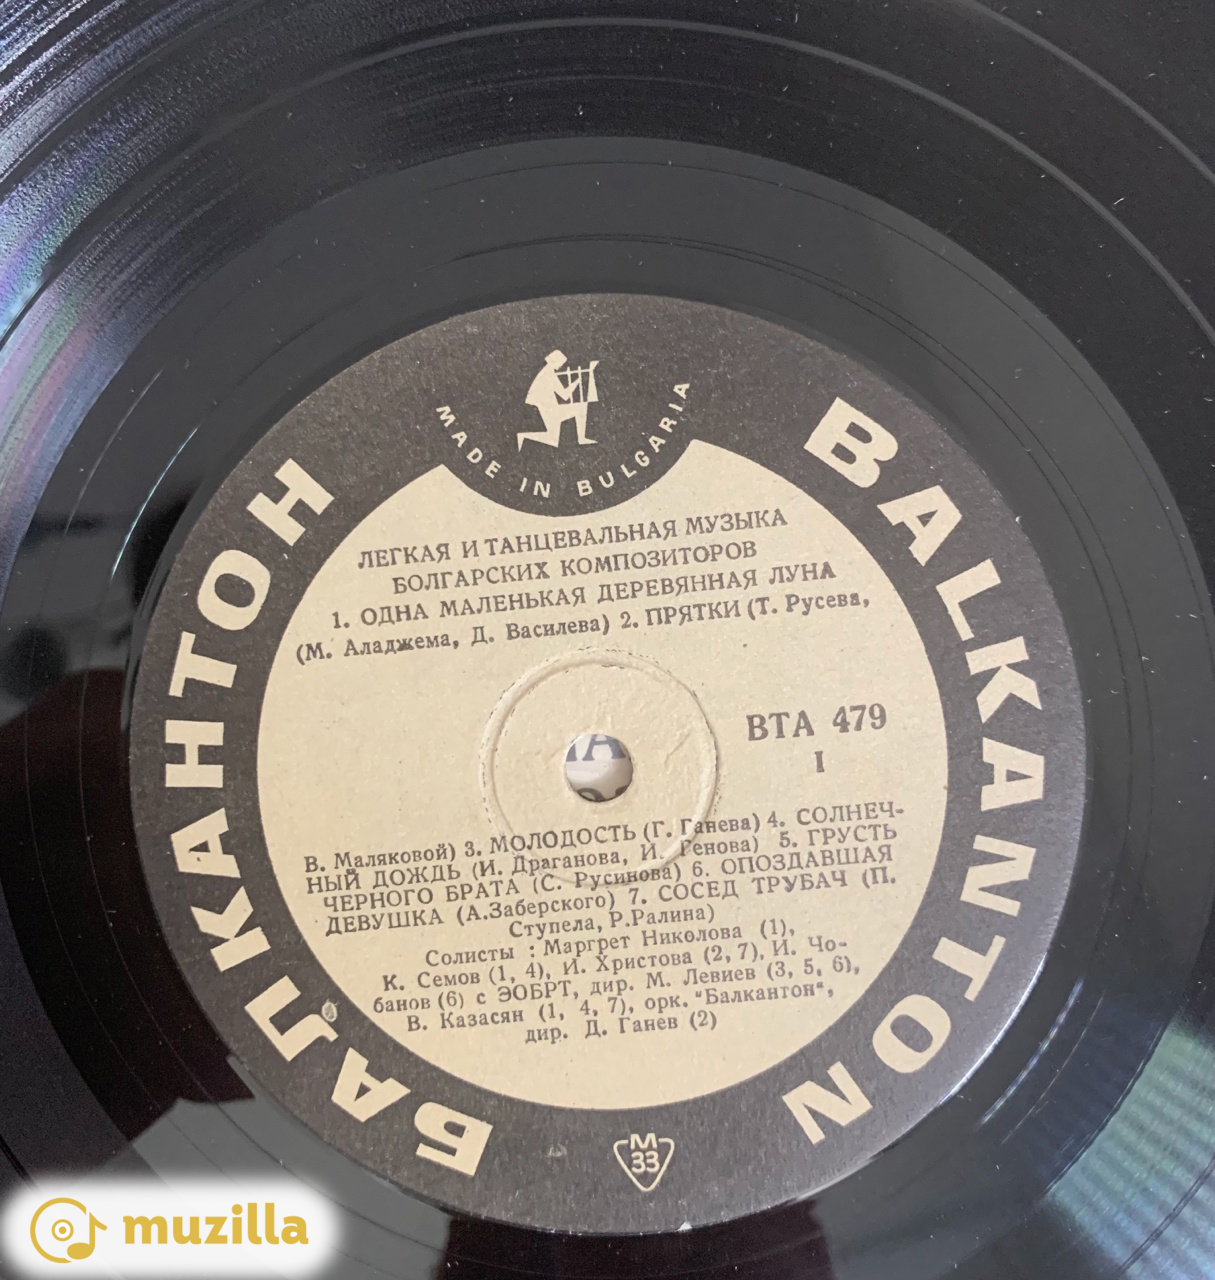 MADE IN BULGARIA
БАЛКАНТОН
BALKANTON
ЛЕГКАЯ И ТАНЦЕВАЛЬНАЯ МУЗЫКА
БОЛГАРСКИХ КОМПОЗИТОРОВ
1. ОДНА МАЛЕНЬКАЯ ДЕРЕВЯННАЯ ЛУНА
(М. Аладжема, Д. Василева) 2. ПРЯТКИ (Т. Русева,
ВТА 479
I
В. Маляковой) 3. МОЛОДОСТЬ (Г. Ганева) 4. СОЛНЕЧ-
НЫЙ ДОЖДЬ (И. Драганова, И. Генова) 5. ГРУСТЬ
ЧЕРНОГО БРАТА (С. Русинова) 6. ОПОЗДАВШАЯ
ДЕВУШКА (А.Заберского) 7. СОСЕД ТРУБАЧ (П.
Ступела, Р.Ралина)
Солисты : Маргрет Николова (1),
К. Семов (1, 4), И. Христова (2, 7), И. Чо-
банов (6) с ЭОБРТ, дир. М. Левиев (3, 5, 6),
В. Казасян (1, 4, 7), орк. "Балкантон",
дир. Д. Ганев (2)
М
33
muzilla